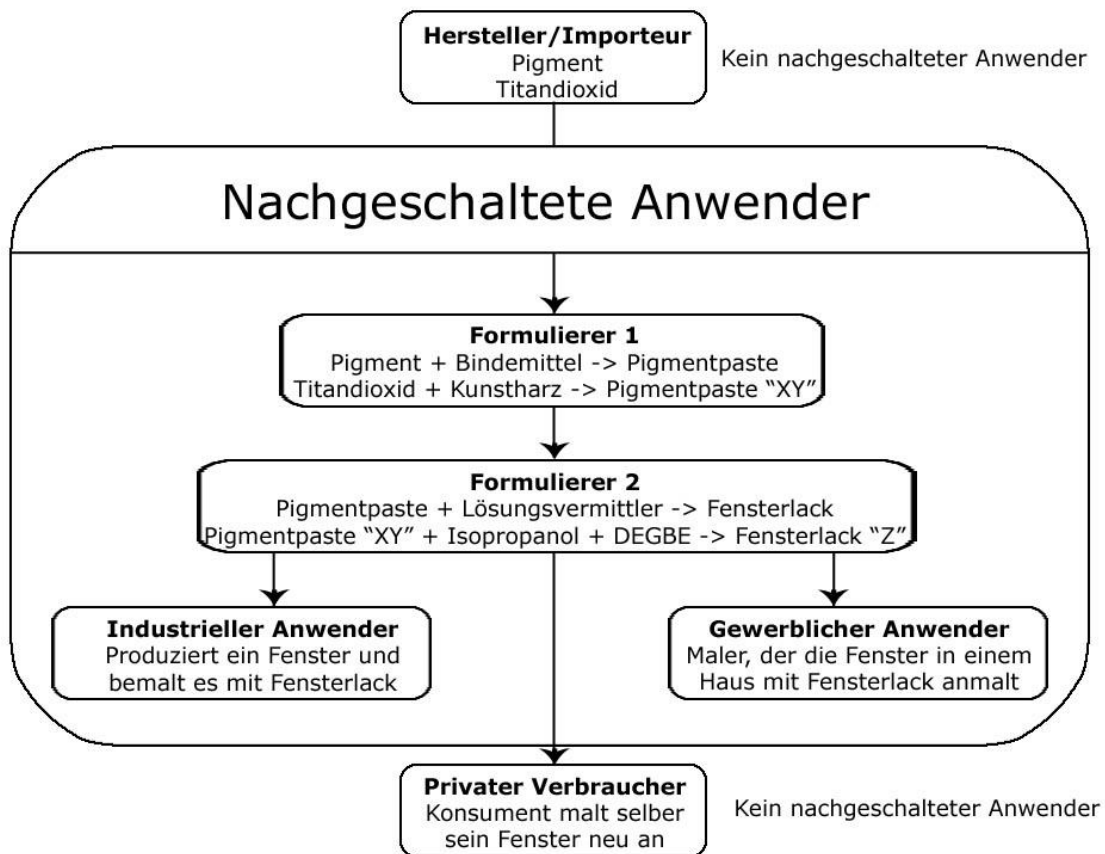 Hersteller/Importeur
Pigment
Titandioxid
Kein nachgeschalteter Anwender
Nachgeschaltete Anwender
Formulierer 1
Pigment + Bindemittel -> Pigmentpaste
Titandioxid + Kunstharz -> Pigmentpaste “XY”
Formulierer 2
Pigmentpaste + Lösungsvermittler -> Fensterlack
Pigmentpaste “XY” + Isopropanol + DEGBE -> Fensterlack “Z”
Industrieller Anwender
Produziert ein Fenster und
bemalt es mit Fensterlack
Gewerblicher Anwender
Maler, der die Fenster in einem
Haus mit Fensterlack anmalt
Privater Verbraucher
Konsument malt selber
sein Fenster neu an
Kein nachgeschalteter Anwender